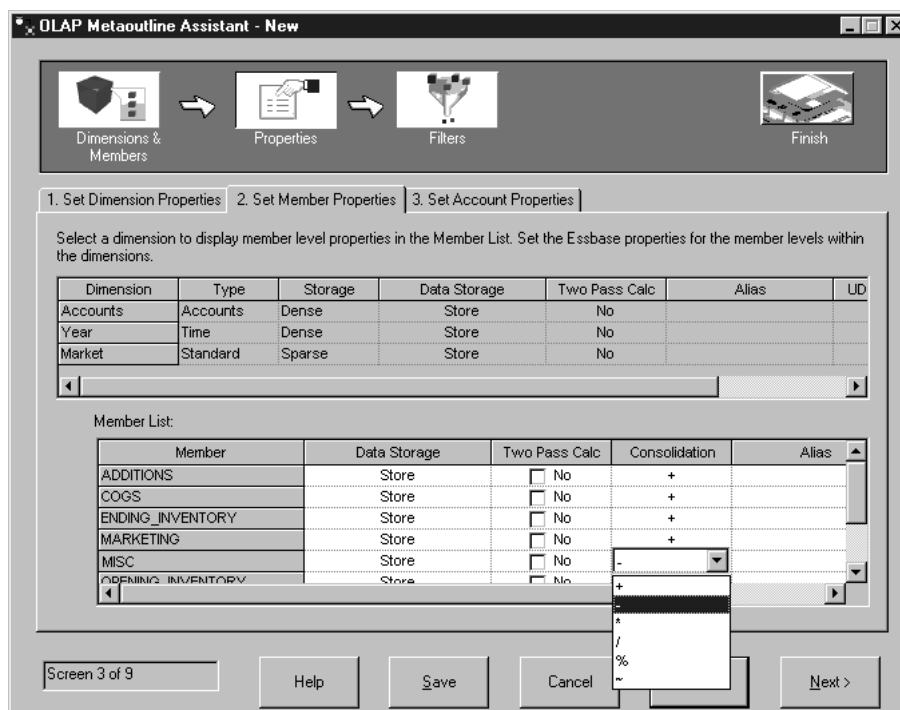 OLAP Metaoutline Assistant - New
Dimensions & Members
Properties
Filters
Finish
1. Set Dimension Properties 2. Set Member Properties 3. Set Account Properties
Select a dimension to display member level properties in the Member List. Set the Essbase properties for the member levels within
the dimensions.
Dimension Type Storage Data Storage Two Pass Calc Alias UD
Accounts Accounts Dense Store No
Year Time Dense Store No
Market Standard Sparse Store No
Member List:
Member Data Storage Two Pass Calc Consolidation Alias
ADDITIONS Store No +
COGS Store No +
ENDING_INVENTORY Store No +
MARKETING Store No +
MISC Store No -
OPENING_INVENTORY Store No
+
-
*
/
%
~
Screen 3 of 9
Help Save Cancel Next >